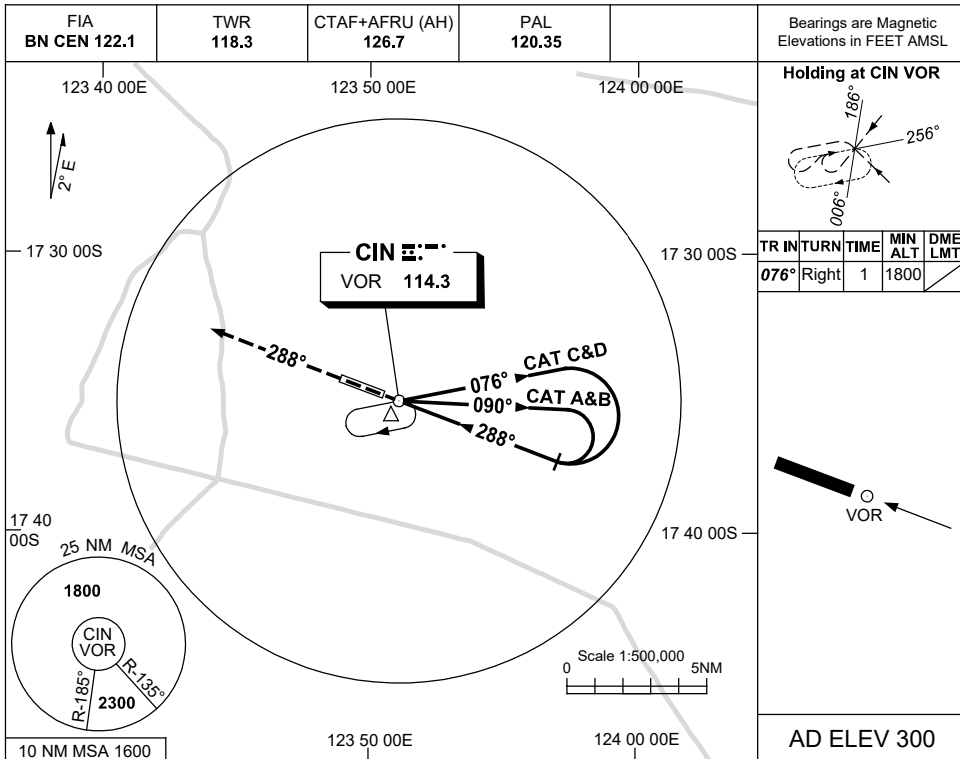 FIA
BN CEN 122.1
TWR
118.3
CTAF+AFRU (AH)
126.7
PAL
120.35
Bearings are Magnetic
Elevations in FEET AMSL
123 40 00E
123 50 00E
124 00 00E
2° E
Holding at CIN VOR
186°
256°
006°
TR IN TURN TIME MIN ALT DME LMT
076° Right 1 1800
17 30 00S
17 30 00S
CIN
VOR 114.3
288°
CAT C&D
076°
CAT A&B
090°
288°
VOR
17 40
00S
17 40 00S
25 NM MSA
1800
CIN
VOR
R-185°
R-135°
2300
10 NM MSA 1600
Scale 1:500,000
0 5NM
123 50 00E
124 00 00E
AD ELEV 300